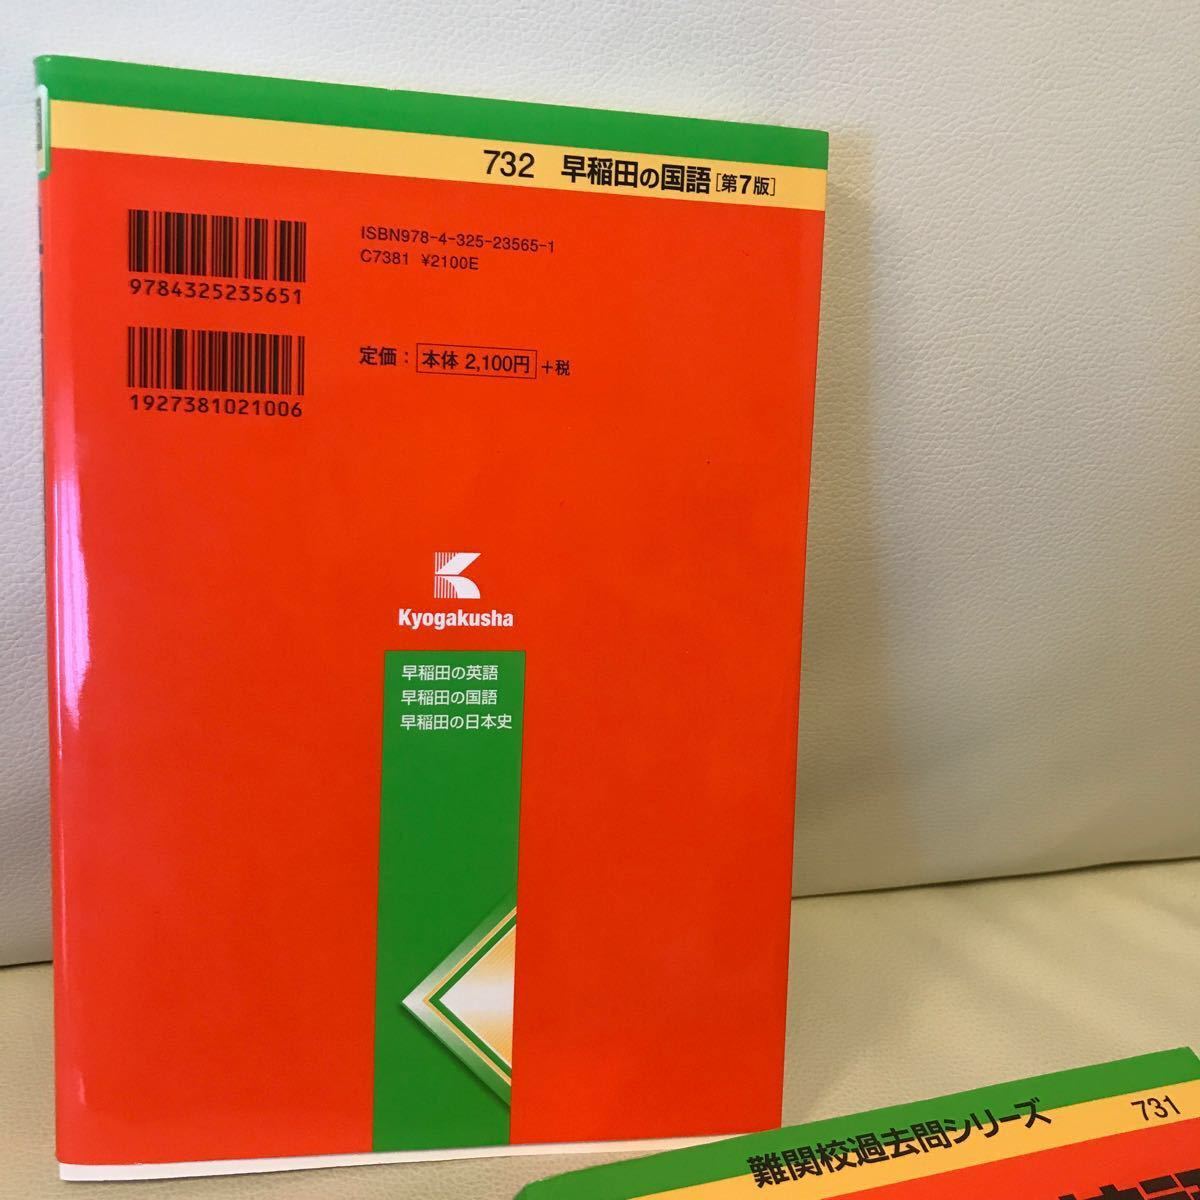 732 早稲田の国語[第7版]
ISBN978-4-325-23565-1
C7381 ¥2100E
9784325235651
定価：本体 2,100円+税
1927381021006
Kyogakusha
早稲田の英語
早稲田の国語
早稲田の日本史
難関校過去問シリーズ 731